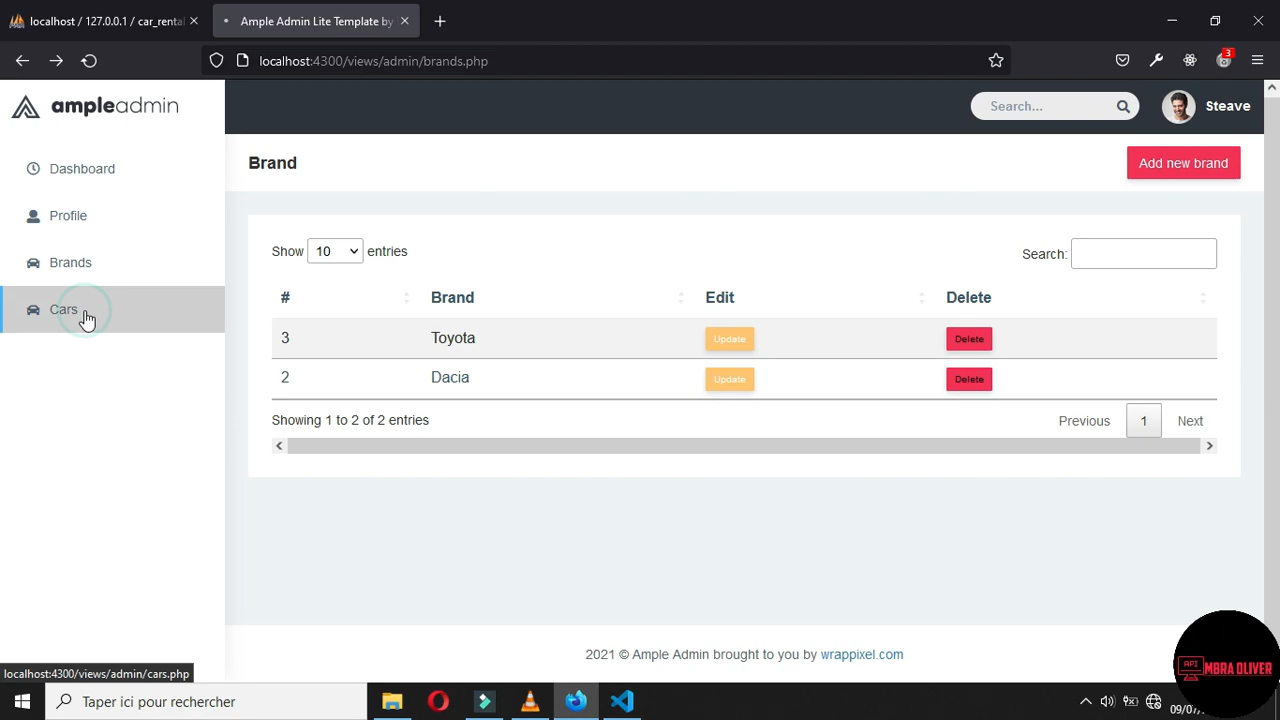 localhost / 127.0.0.1 / car_renta
Ample Admin Lite Template by
localhost:4300/views/admin/brands.php
3
ampleadmin
Search...
Steave
Dashboard
Profile
Brands
Cars
Brand
Add new brand
Show 10 entries
Search:
# Brand Edit Delete
3 Toyota Update Delete
2 Dacia Update Delete
Showing 1 to 2 of 2 entries
Previous 1 Next
2021 © Ample Admin brought to you by wrappixel.com
localhost:4300/views/admin/cars.php
API
MBRA OLIVER
Taper ici pour rechercher